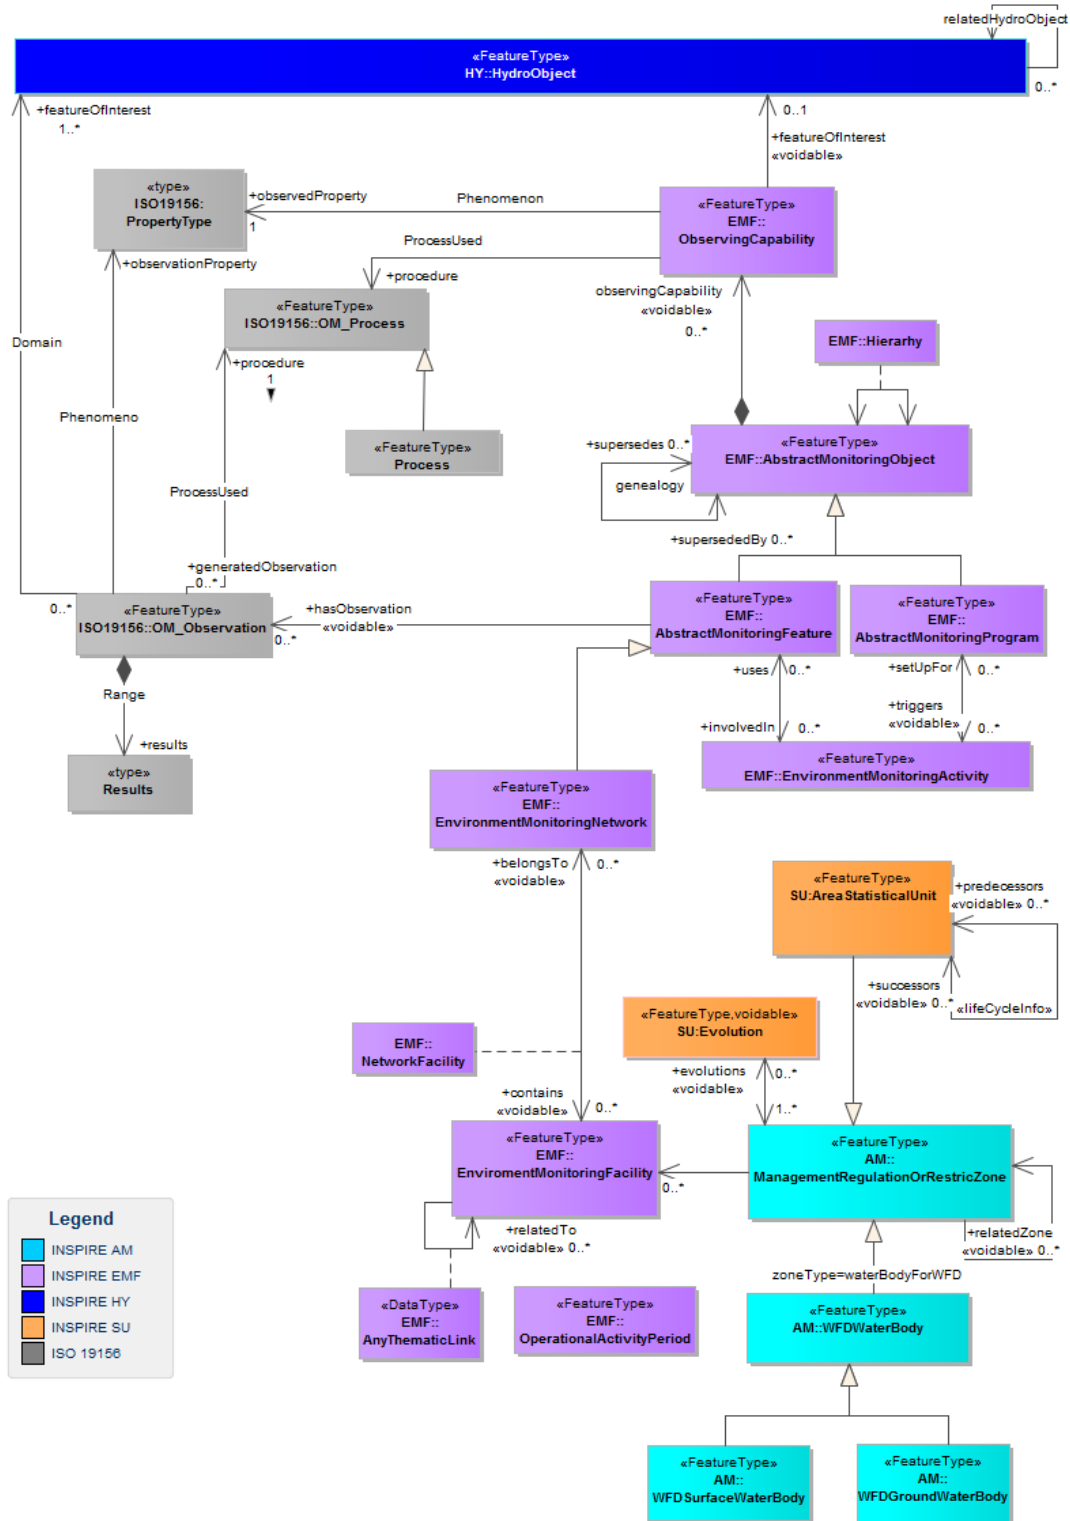 relatedHydroObject
«FeatureType»
HY::HydroObject
0..*
+featureOfInterest
1..*
0..1
+featureOfInterest
«voidable»
«type»
ISO19156:
PropertyType
+observedProperty
1
Phenomenon
«FeatureType»
EMF::
ObservingCapability
ProcessUsed
+observationProperty
+procedure
observingCapability
«voidable»
0..*
«FeatureType»
ISO19156::OM_Process
EMF::Hierarhy
Domain
+procedure
1
Phenomeno
«FeatureType»
Process
+supersedes 0..*
«FeatureType»
EMF::AbstractMonitoringObject
genealogy
ProcessUsed
+supersededBy 0..*
+generatedObservation
0..*
0..*
«FeatureType»
ISO19156::OM_Observation
+hasObservation
«voidable»
0..*
«FeatureType»
EMF::
AbstractMonitoringFeature
«FeatureType»
EMF::
AbstractMonitoringProgram
+uses
0..*
+setUpFor
0..*
Range
+triggers
«voidable»
0..*
+involvedIn
0..*
+results
«type»
Results
«FeatureType»
EMF::EnvironmentMonitoringActivity
«FeatureType»
EMF::
EnvironmentMonitoringNetwork
+belongsTo
«voidable»
0..*
«FeatureType»
SU:AreaStatisticalUnit
+predecessors
«voidable» 0..*
+successors
«voidable» 0..*
«lifeCycleInfo»
«FeatureType,voidable»
SU:Evolution
EMF::
NetworkFacility
+evolutions
«voidable»
0..*
1..*
+contains
«voidable»
0..*
«FeatureType»
EMF::
EnviromentMonitoringFacility
0..*
«FeatureType»
AM::
ManagementRegulationOrRestricZone
+relatedTo
«voidable» 0..*
+relatedZone
«voidable» 0..*
zoneType=waterBodyForWFD
«DataType»
EMF::
AnyThematicLink
«FeatureType»
EMF::
OperationalActivityPeriod
«FeatureType»
AM::WFDWaterBody
«FeatureType»
AM::
WFDSurfaceWaterBody
«FeatureType»
AM::
WFDGroundWaterBody
Legend
INSPIRE AM
INSPIRE EMF
INSPIRE HY
INSPIRE SU
ISO 19156